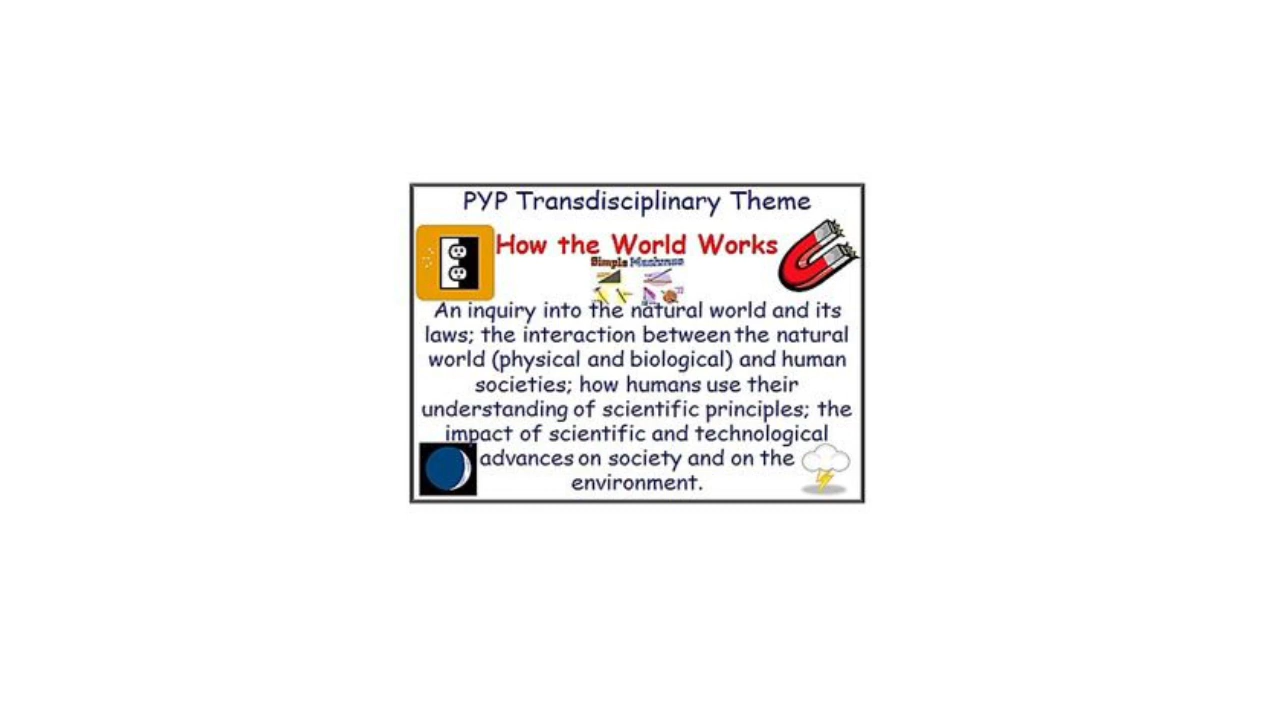 PYP Transdisciplinary Theme
How the World Works
Simple Machines
An inquiry into the natural world and its
laws; the interaction between the natural
world (physical and biological) and human
societies; how humans use their
understanding of scientific principles; the
impact of scientific and technological
advances on society and on the
environment.